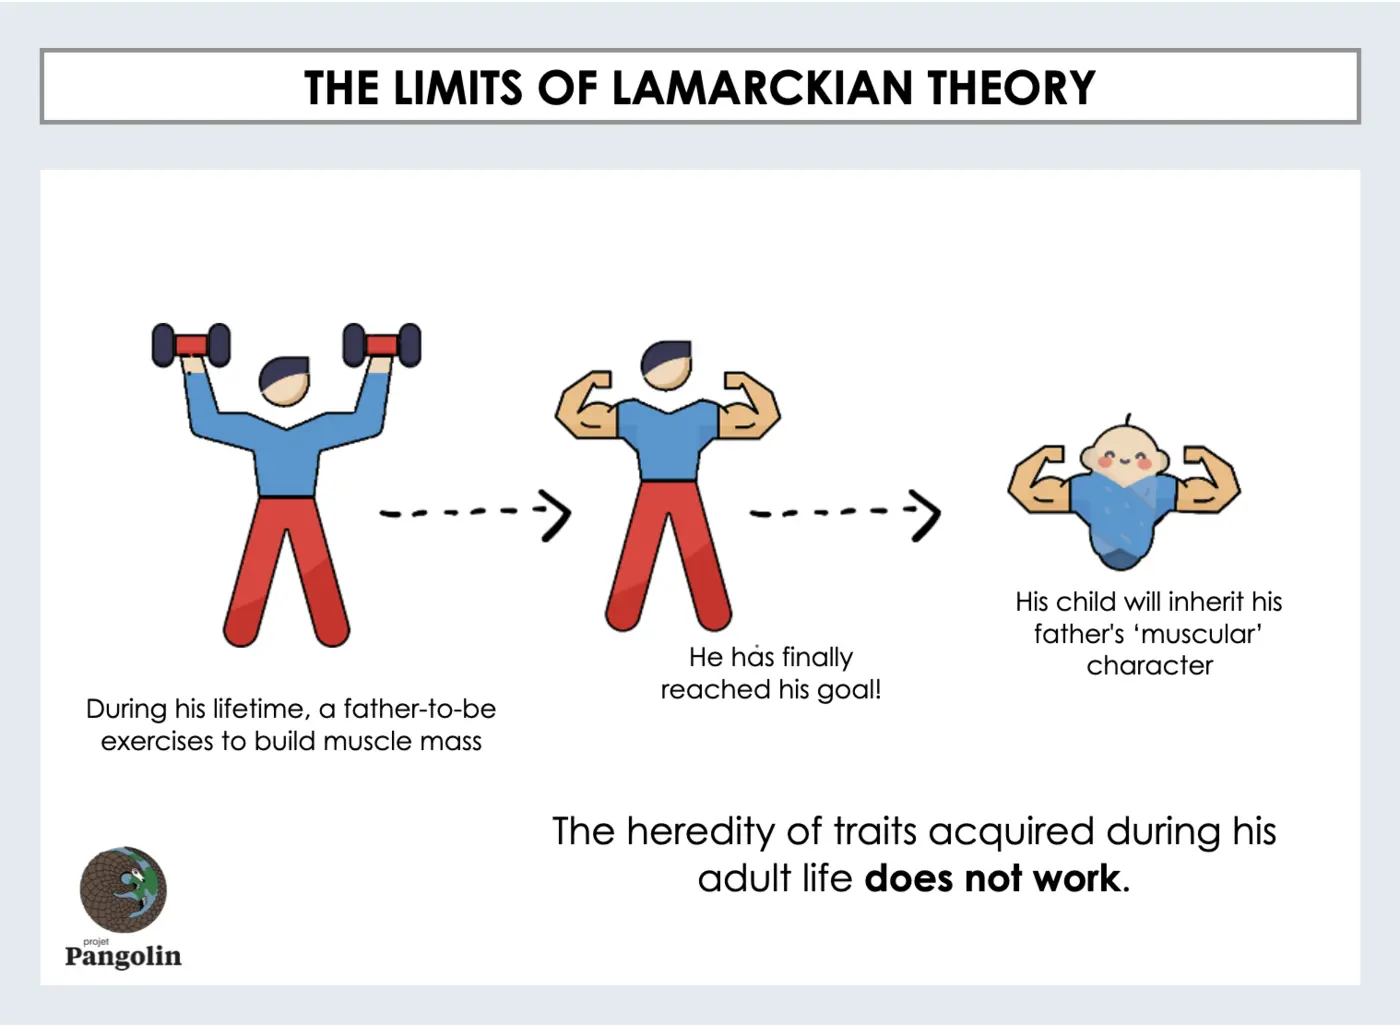 THE LIMITS OF LAMARCKIAN THEORY
During his lifetime, a father-to-be
exercises to build muscle mass
He has finally
reached his goal!
His child will inherit his
father's ‘muscular’
character
The heredity of traits acquired during his
adult life does not work.
projet
Pangolin